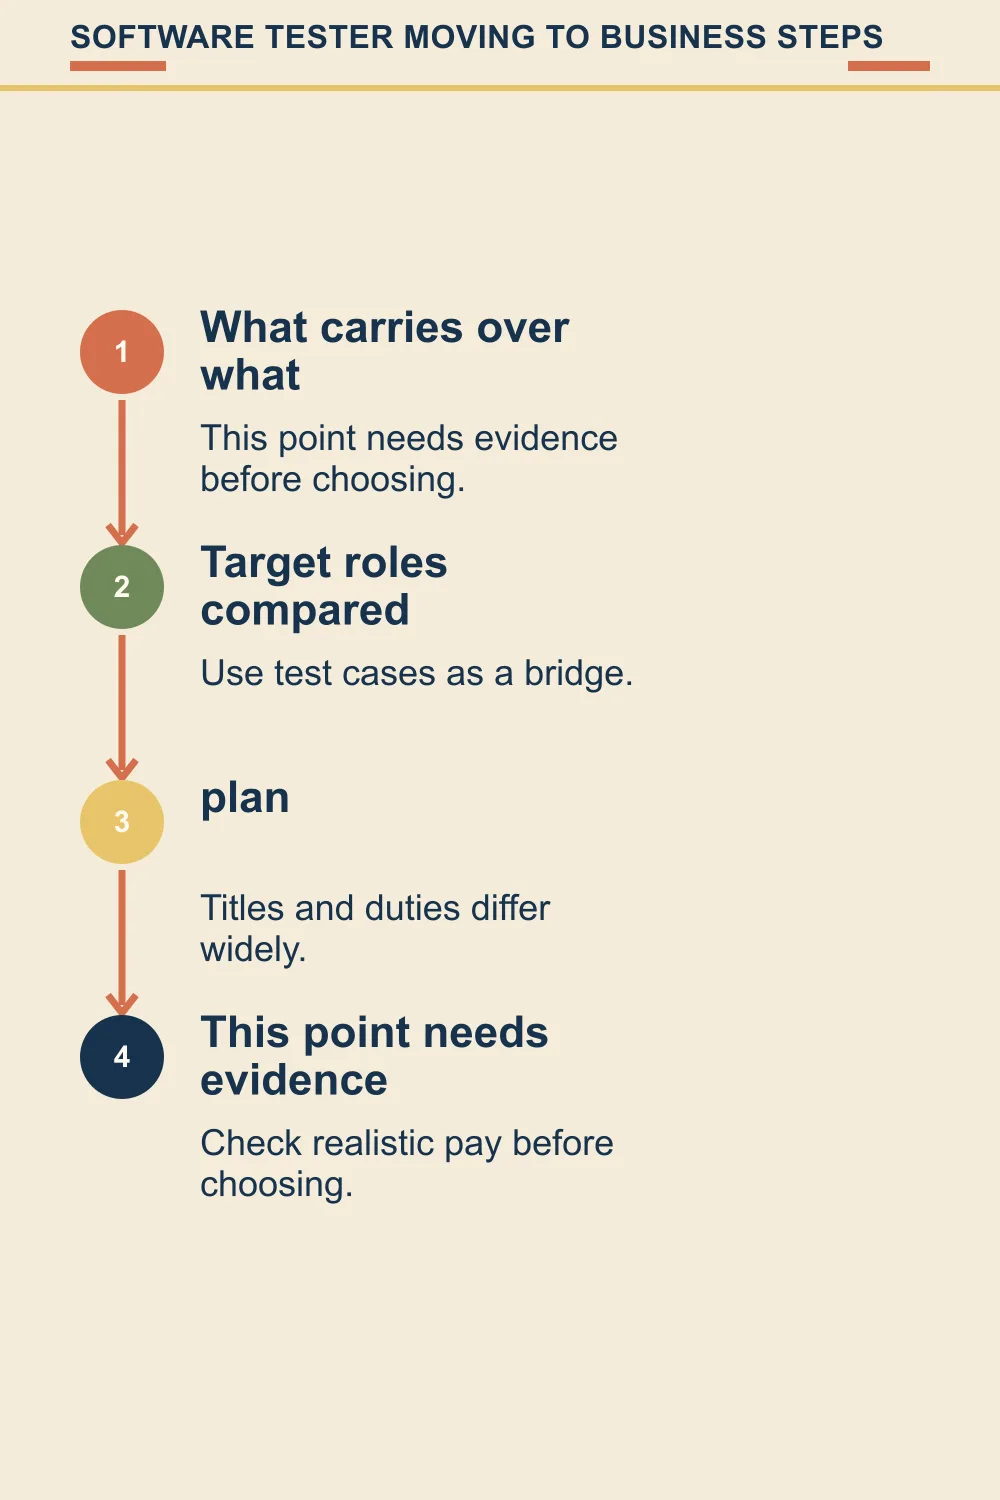 SOFTWARE TESTER MOVING TO BUSINESS STEPS
1
What carries over
what
This point needs evidence
before choosing.
2
Target roles
compared
Use test cases as a bridge.
3
plan
Titles and duties differ
widely.
4
This point needs
evidence
Check realistic pay before
choosing.